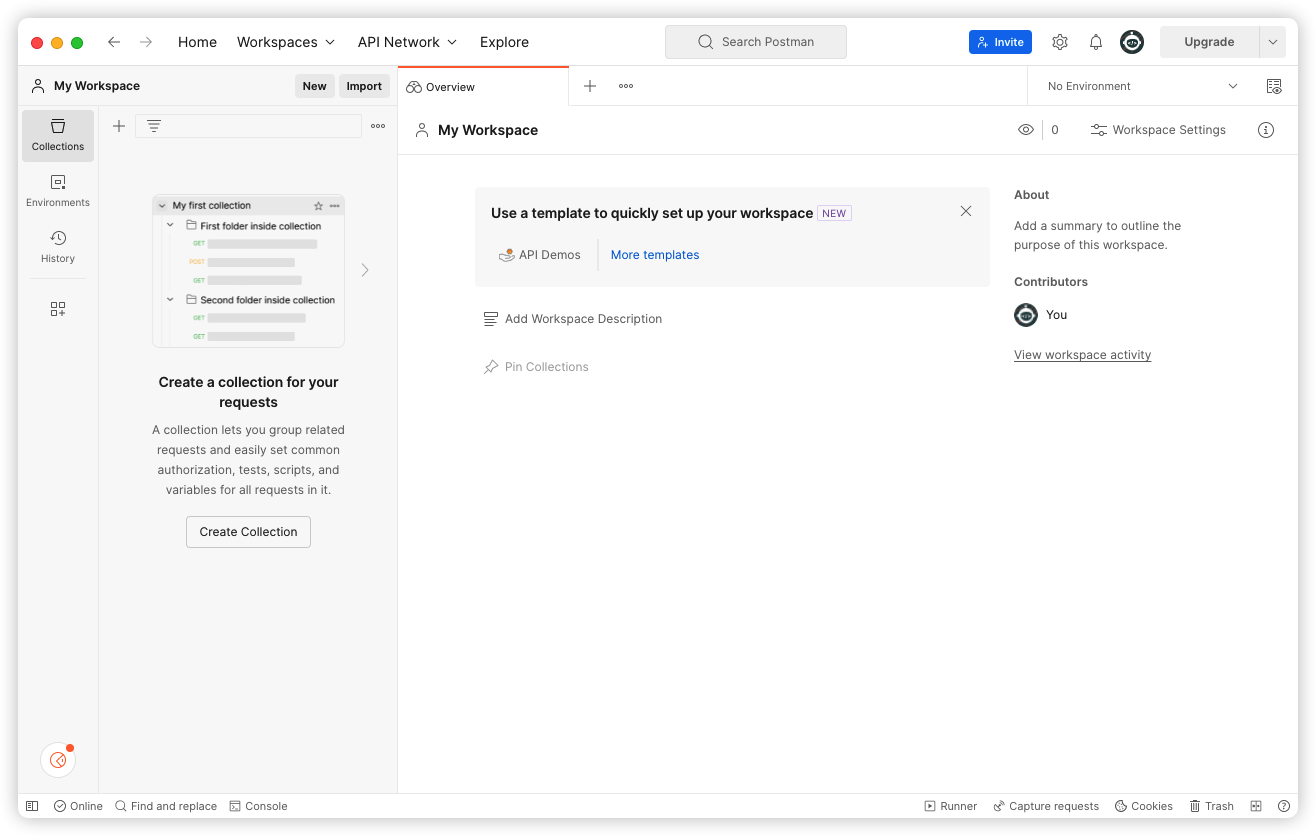 Home
Workspaces
API Network
Explore
Search Postman
Invite
Upgrade
My Workspace
New
Import
Overview
No Environment
Collections
Environments
History
My first collection
First folder inside collection
GET
POST
GET
Second folder inside collection
GET
GET
Create a collection for your
requests
A collection lets you group related
requests and easily set common
authorization, tests, scripts, and
variables for all requests in it.
Create Collection
My Workspace
0
Workspace Settings
Use a template to quickly set up your workspace NEW
API Demos
More templates
Add Workspace Description
Pin Collections
About
Add a summary to outline the
purpose of this workspace.
Contributors
You
View workspace activity
Online
Find and replace
Console
Runner
Capture requests
Cookies
Trash